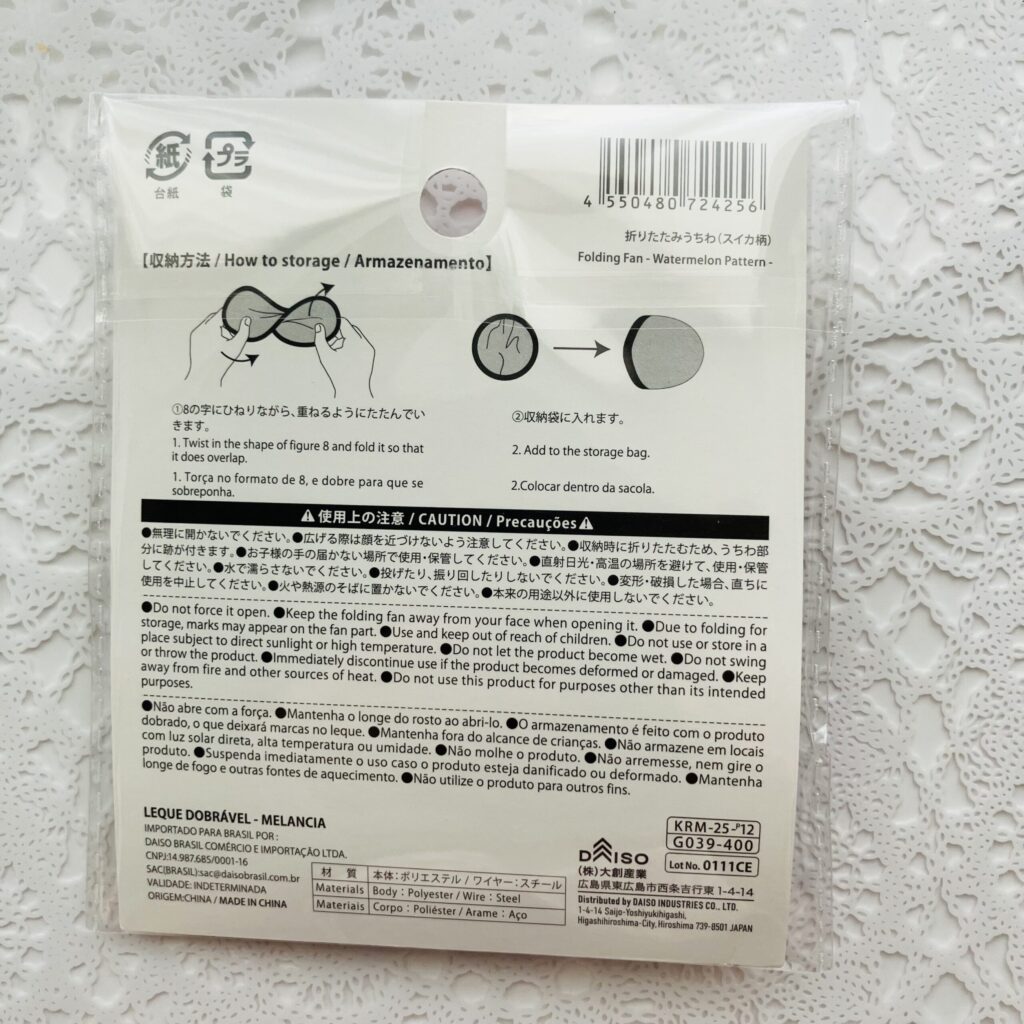 紙
プラ
台紙
袋
4 550480 724256
折りたたみうちわ(スイカ柄)
Folding Fan - Watermelon Pattern -
【収納方法 / How to storage / Armazenamento】
①8の字にひねりながら、重ねるようにたたんでい
きます。
1. Twist in the shape of figure 8 and fold it so that
it does overlap.
1. Torça no formato de 8, e dobre para que se
sobreponha.
②収納袋に入れます。
2. Add to the storage bag.
2.Colocar dentro da sacola.
⚠使用上の注意 / CAUTION / Precauções⚠
●無理に開かないでください。●広げる際は顔を近づけないよう注意してください。●収納時に折りたたむため、うちわ部
分に跡が付きます。●お子様の手の届かない場所で使用・保管してください。●直射日光・高温の場所を避けて、使用・保管
してください。●水で濡らさないでください。●投げたり、振り回したりしないでください。●変形・破損した場合、直ちに
使用を中止してください。●火や熱源のそばに置かないでください。●本来の用途以外に使用しないでください。
●Do not force it open. ●Keep the folding fan away from your face when opening it. ●Due to folding for
storage, marks may appear on the fan part. ●Use and keep out of reach of children. ●Do not use or store in a
place subject to direct sunlight or high temperature. ●Do not let the product become wet. ●Do not swing
or throw the product. ●Immediately discontinue use if the product becomes deformed or damaged. ●Keep
away from fire and other sources of heat. ●Do not use this product for purposes other than its intended
purposes.
●Não abre com a força. ●Mantenha o longe do rosto ao abri-lo. ●O armazenamento é feito com o produto
dobrado, o que deixará marcas no leque. ●Mantenha fora do alcance de crianças. ●Não armazene em locais
com luz solar direta, alta temperatura ou umidade. ●Não molhe o produto. ●Não arremesse, nem gire o
produto. ●Suspenda imediatamente o uso caso o produto esteja danificado ou deformado. ●Mantenha
longe de fogo e outras fontes de aquecimento. ●Não utilize o produto para outros fins.
LEQUE DOBRÁVEL - MELANCIA
IMPORTADO PARA BRASIL POR :
DAISO BRASIL COMÉRCIO E IMPORTAÇÃO LTDA.
CNPJ:14.987.685/0001-16
SAC(BRASIL):sac@daisobrasil.com.br
VALIDADE: INDETERMINADA
ORIGEM:CHINA / MADE IN CHINA
材 質 本体:ポリエステル / ワイヤー:スチール
Materials Body : Polyester / Wire : Steel
Materials Corpo : Poliéster / Arame : Aço
KRM-25-P12
G039-400
Lot No. 0111CE
DAISO
(株)大創産業
広島県東広島市西条吉行東 1-4-14
Distributed by DAISO INDUSTRIES CO., LTD.
1-4-14 Saijo-Yoshiyukihigashi,
Higashihiroshima-City, Hiroshima 739-8501 JAPAN